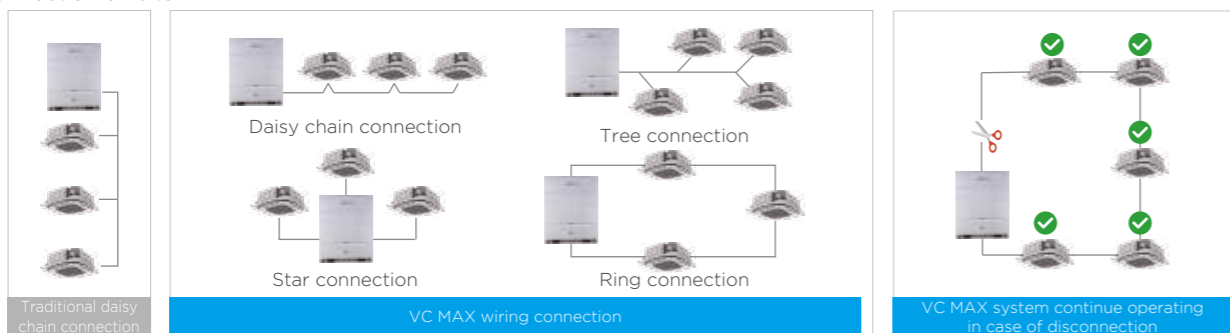 Daisy chain connection
Tree connection
Star connection
Ring connection
Traditional daisy
chain connection
VC MAX wiring connection
VC MAX system continue operating
in case of disconnection